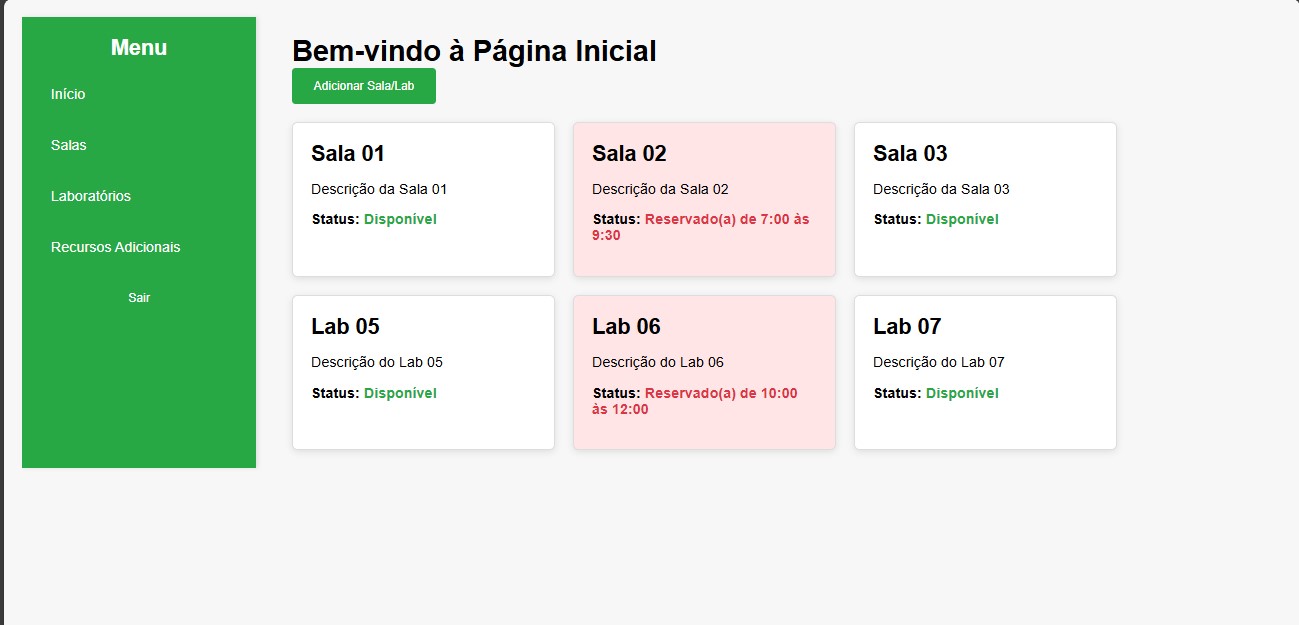 Menu
Início
Salas
Laboratórios
Recursos Adicionais
Sair
Bem-vindo à Página Inicial
Adicionar Sala/Lab
Sala 01
Descrição da Sala 01
Status: Disponível
Sala 02
Descrição da Sala 02
Status: Reservado(a) de 7:00 às
9:30
Sala 03
Descrição da Sala 03
Status: Disponível
Lab 05
Descrição do Lab 05
Status: Disponível
Lab 06
Descrição do Lab 06
Status: Reservado(a) de 10:00
às 12:00
Lab 07
Descrição do Lab 07
Status: Disponível